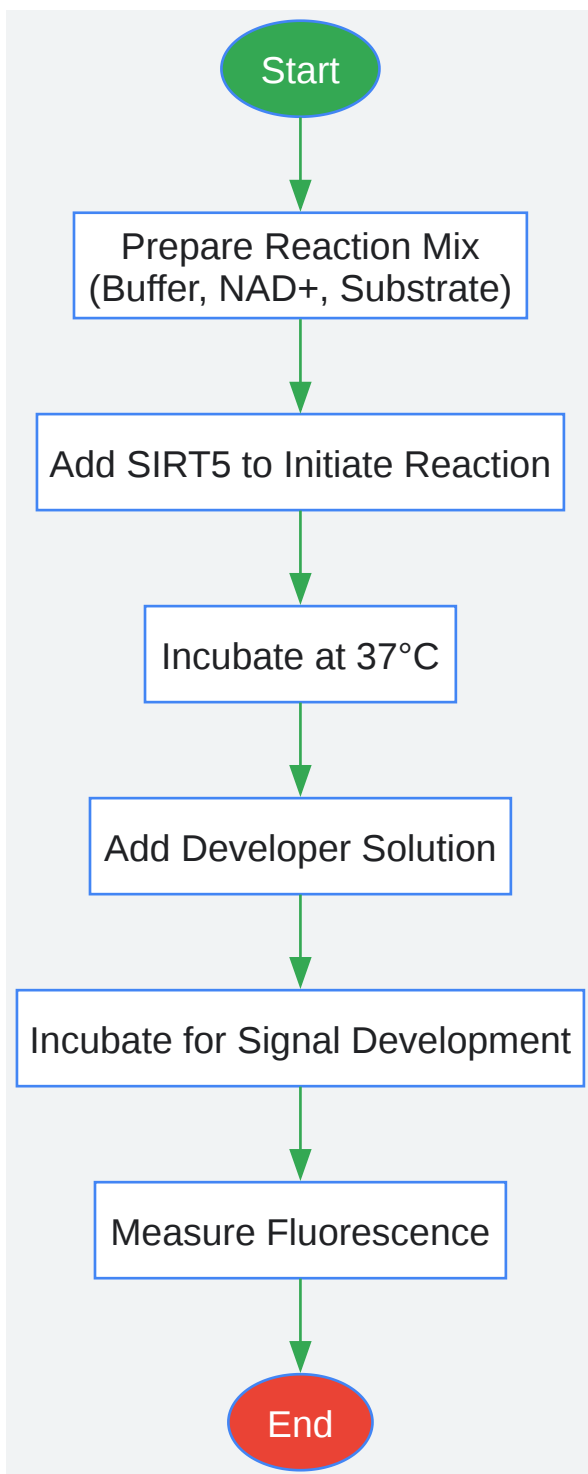 Start
Prepare Reaction Mix
(Buffer, NAD+, Substrate)
Add SIRT5 to Initiate Reaction
Incubate at 37°C
Add Developer Solution
Incubate for Signal Development
Measure Fluorescence
End